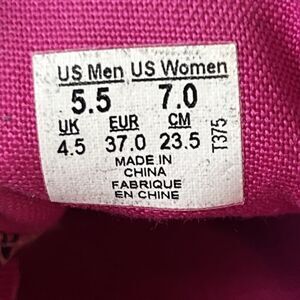 US Men US Women
5.5 7.0
UK EUR CM
4.5 37.0 23.5
MADE IN
CHINA
FABRIQUE
EN CHINE
T375